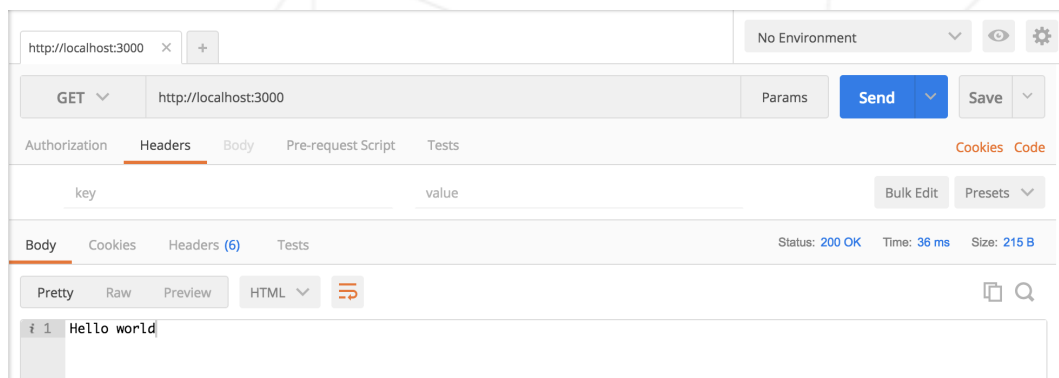 http://localhost:3000 × +
No Environment
GET http://localhost:3000 Params Send Save
Authorization Headers Body Pre-request Script Tests Cookies Code
key value Bulk Edit Presets
Body Cookies Headers (6) Tests Status: 200 OK Time: 36 ms Size: 215 B
Pretty Raw Preview HTML
i 1 Hello world